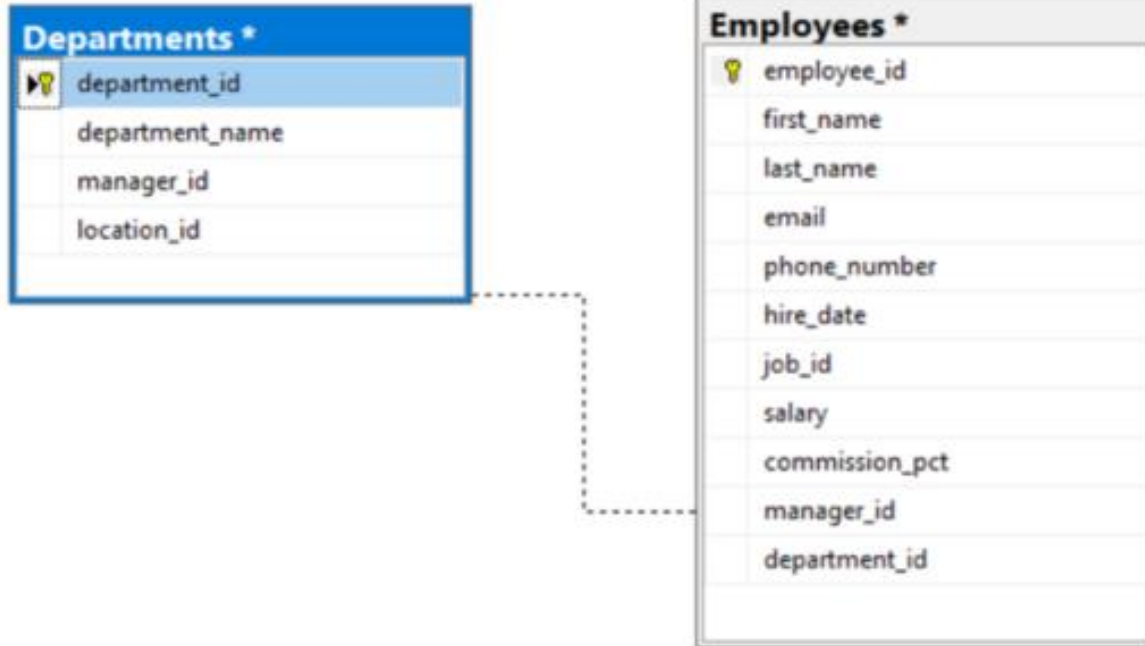 Departments *
department_id
department_name
manager_id
location_id
Employees *
employee_id
first_name
last_name
email
phone_number
hire_date
job_id
salary
commission_pct
manager_id
department_id